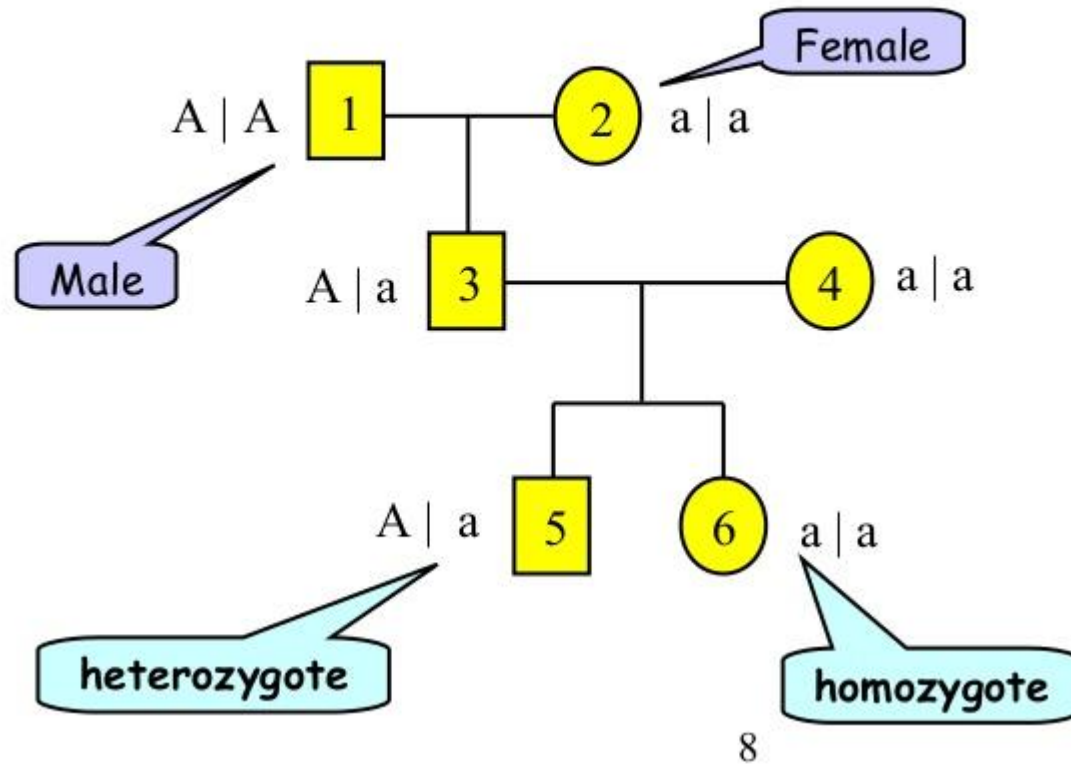 Female
A | A 1 2 a | a
Male
A | a 3 4 a | a
A | a 5 6 a | a
heterozygote
homozygote
8